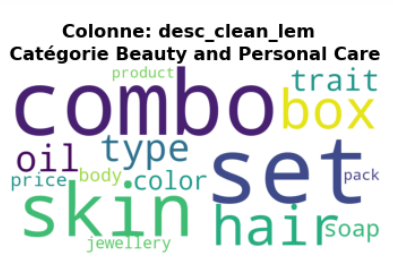 Colonne: desc_clean_lem
Catégorie Beauty and Personal Care
product
combo
trait
box
oil
type
set
price
body
color
pack
skin
hair
soap
jewellery